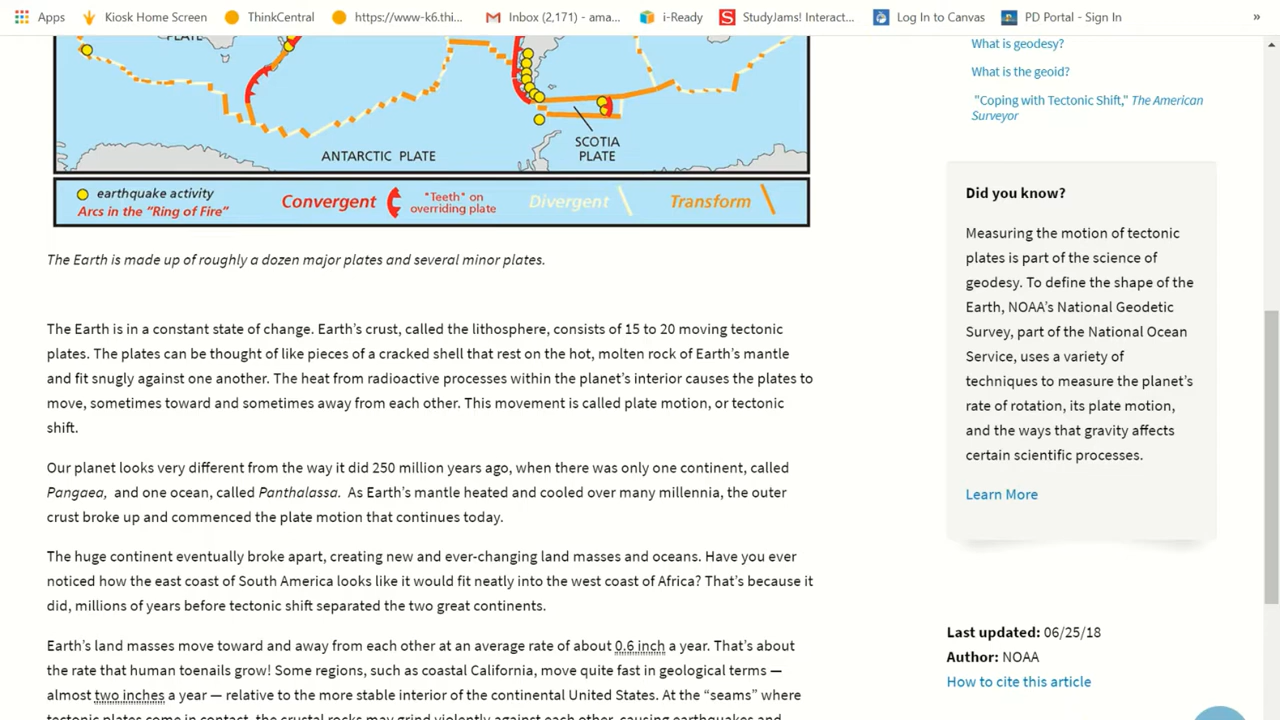 Apps Kiosk Home Screen ThinkCentral https://www-k6.thi... Inbox (2,171) - ama... i-Ready StudyJams! Interact... Log In to Canvas PD Portal - Sign In »
PLATE
SCOTIA
PLATE
ANTARCTIC PLATE
earthquake activity
Arcs in the "Ring of Fire"
Convergent
"Teeth" on
overriding plate
Divergent
Transform
The Earth is made up of roughly a dozen major plates and several minor plates.
The Earth is in a constant state of change. Earth's crust, called the lithosphere, consists of 15 to 20 moving tectonic
plates. The plates can be thought of like pieces of a cracked shell that rest on the hot, molten rock of Earth's mantle
and fit snugly against one another. The heat from radioactive processes within the planet's interior causes the plates to
move, sometimes toward and sometimes away from each other. This movement is called plate motion, or tectonic
shift.
Our planet looks very different from the way it did 250 million years ago, when there was only one continent, called
Pangaea, and one ocean, called Panthalassa. As Earth's mantle heated and cooled over many millennia, the outer
crust broke up and commenced the plate motion that continues today.
The huge continent eventually broke apart, creating new and ever-changing land masses and oceans. Have you ever
noticed how the east coast of South America looks like it would fit neatly into the west coast of Africa? That's because it
did, millions of years before tectonic shift separated the two great continents.
Earth's land masses move toward and away from each other at an average rate of about 0.6 inch a year. That's about
the rate that human toenails grow! Some regions, such as coastal California, move quite fast in geological terms —
almost two inches a year — relative to the more stable interior of the continental United States. At the “seams” where
tectonic plates come in contact, the crustal rocks may grind violently against each other, causing earthquakes and
What is geodesy?
What is the geoid?
"Coping with Tectonic Shift," The American
Surveyor
Did you know?
Measuring the motion of tectonic
plates is part of the science of
geodesy. To define the shape of the
Earth, NOAA's National Geodetic
Survey, part of the National Ocean
Service, uses a variety of
techniques to measure the planet's
rate of rotation, its plate motion,
and the ways that gravity affects
certain scientific processes.
Learn More
Last updated: 06/25/18
Author: NOAA
How to cite this article